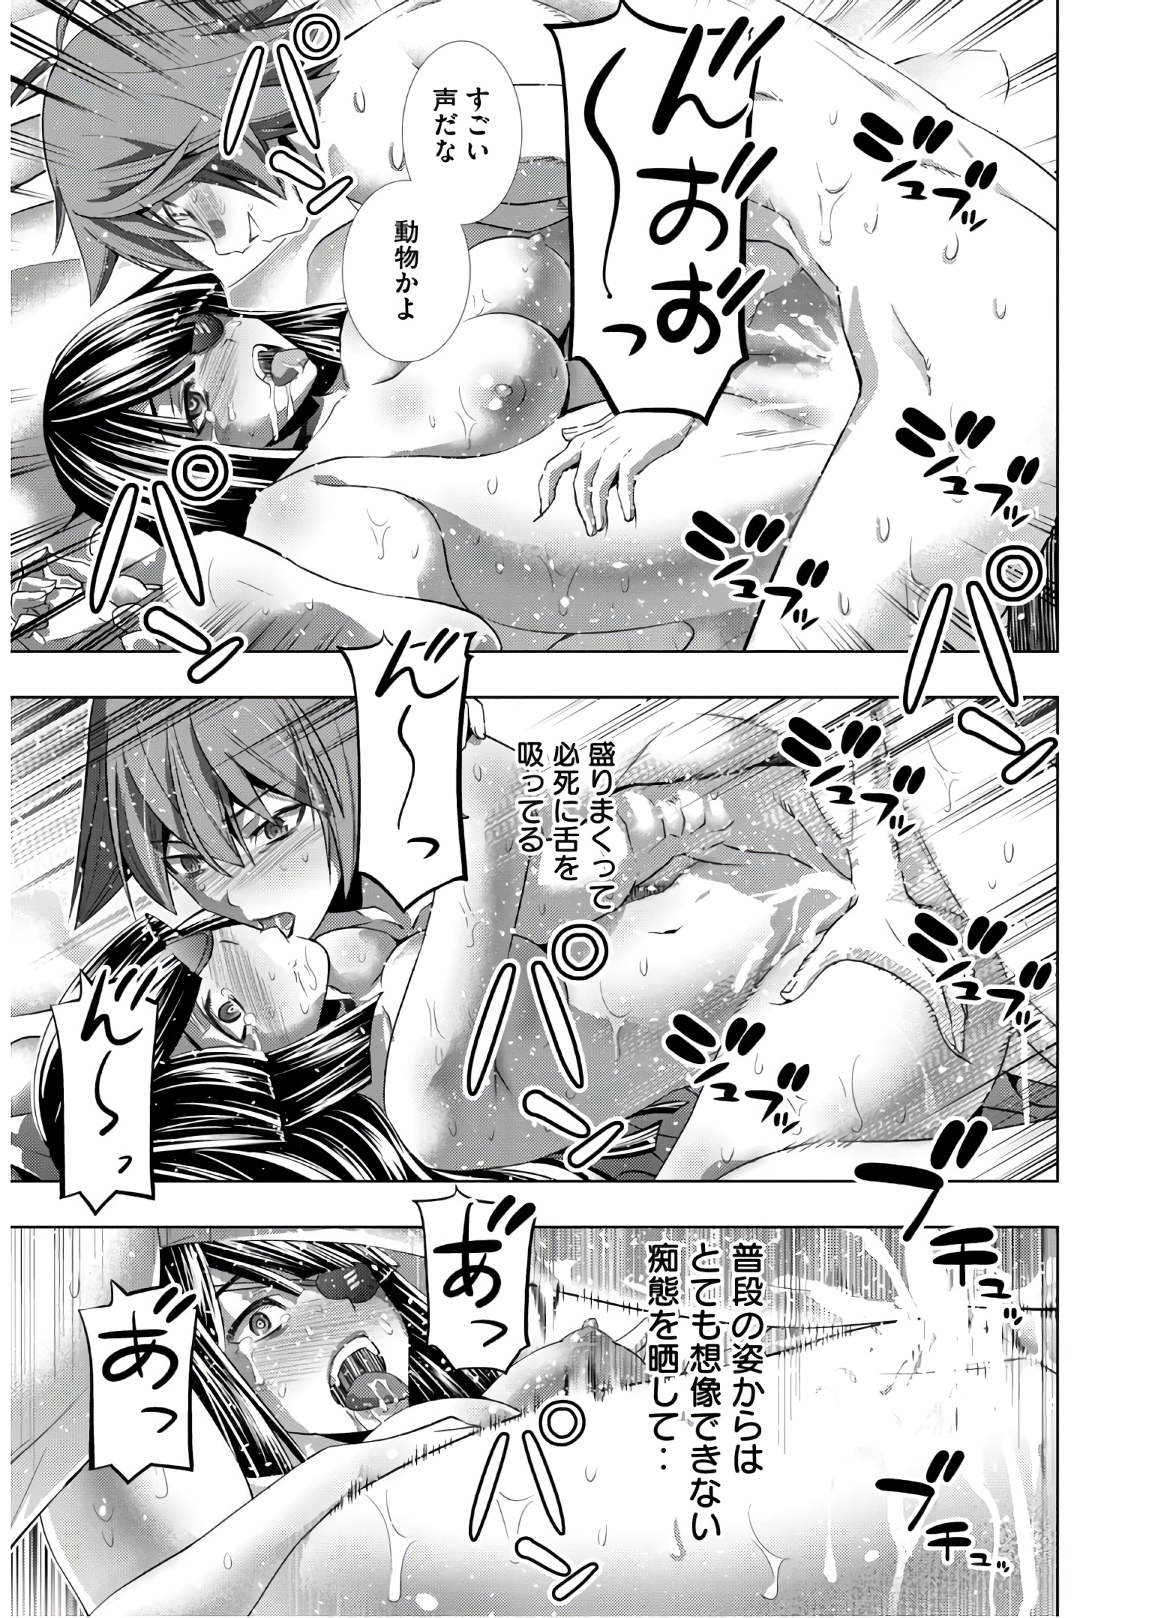 ん゛おお〜〜っ
すごい
声だな
動物かよ
ジュブッ
ジュブッ
ジュブッ
パンッ
パンッ
パンッ
ん゛〜〜っ
盛りまくって
必死に舌を
吸ってる
ジュブッ
ジュブッ
ジュブッ
パンッ
ん゛〜〜っ
ブチュッ
あ゛っ
普段の姿からは
とても想像できない
痴態を晒して‥
あ゛っ
パンッ
ブチュッ